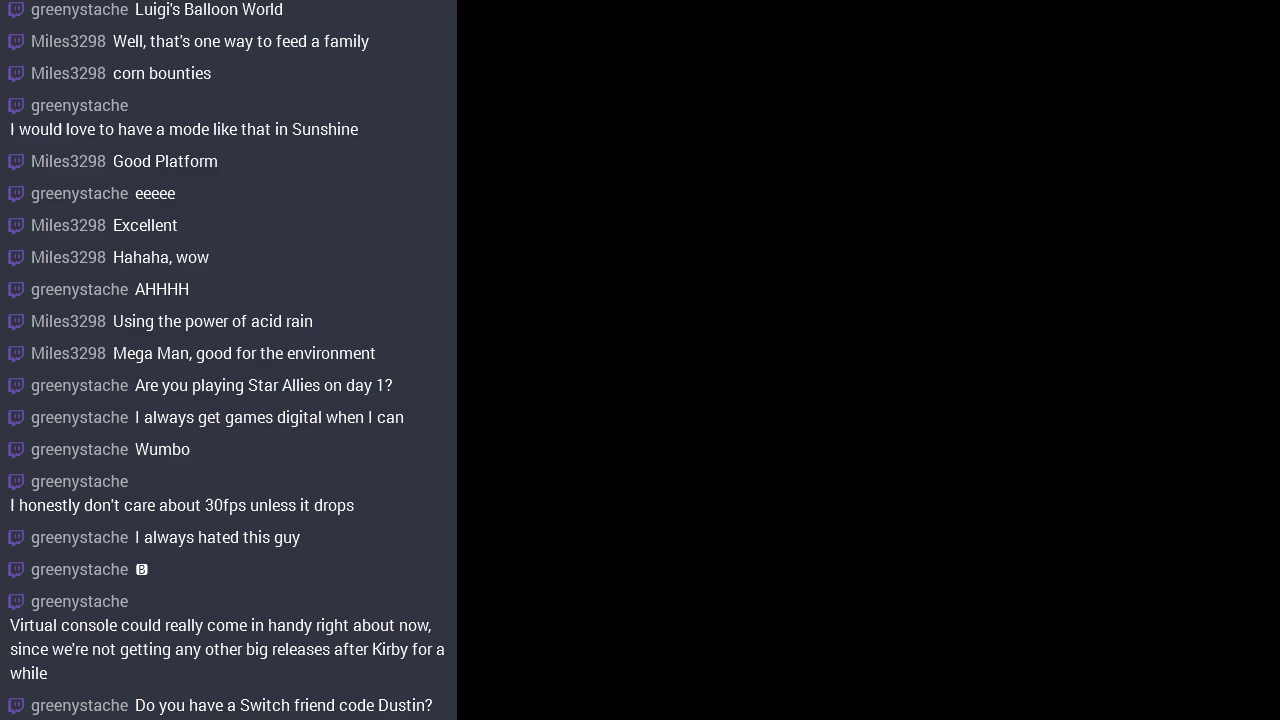 greenystache Luigi's Balloon World
Miles3298 Well, that's one way to feed a family
Miles3298 corn bounties
greenystache
I would love to have a mode like that in Sunshine
Miles3298 Good Platform
greenystache eeeee
Miles3298 Excellent
Miles3298 Hahaha, wow
greenystache AHHHH
Miles3298 Using the power of acid rain
Miles3298 Mega Man, good for the environment
greenystache Are you playing Star Allies on day 1?
greenystache I always get games digital when I can
greenystache Wumbo
greenystache
I honestly don't care about 30fps unless it drops
greenystache I always hated this guy
greenystache 🅱
greenystache
Virtual console could really come in handy right about now,
since we're not getting any other big releases after Kirby for a
while
greenystache Do you have a Switch friend code Dustin?